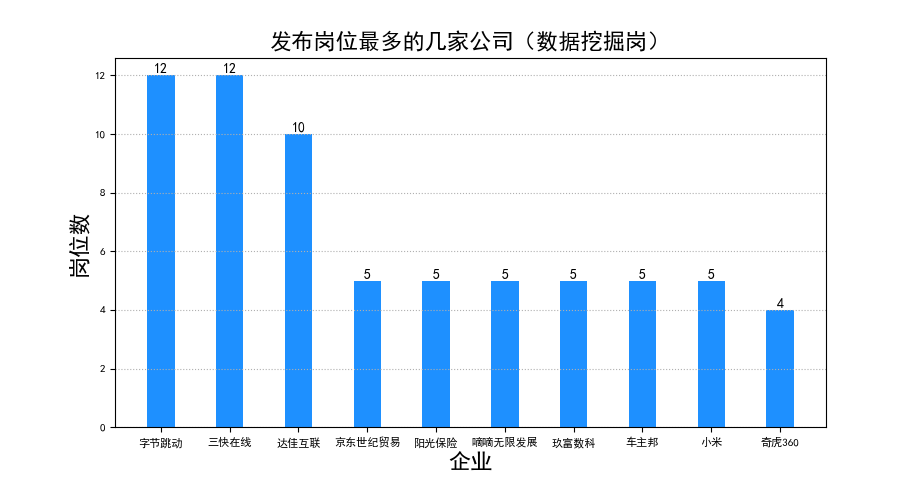 发布岗位最多的几家公司（数据挖掘岗）
岗位数
12
10
8
6
4
2
0
12
12
10
5
5
5
5
5
5
4
字节跳动
三快在线
达佳互联
京东世纪贸易
阳光保险
嘀嘀无限发展
玖富数科
车主邦
小米
奇虎360
企业